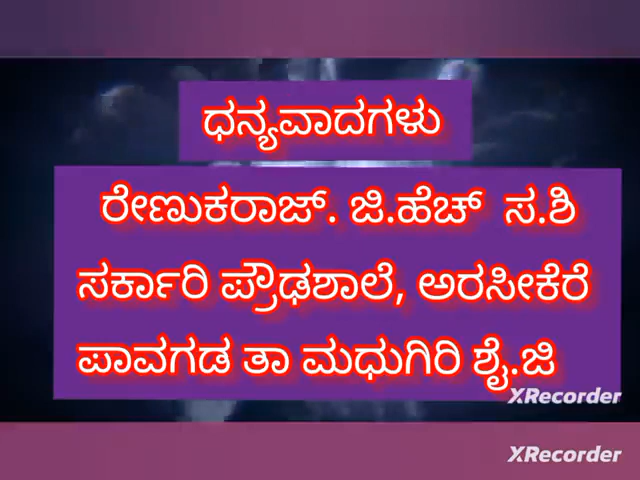 ಧನ್ಯವಾದಗಳು
ರೇಣುಕರಾಜ್. ಜಿ.ಹೆಚ್ ಸ.ಶಿ
ಸರ್ಕಾರಿ ಪ್ರೌಢಶಾಲೆ, ಅರಸೀಕೆರೆ
ಪಾವಗಡ ತಾ ಮಧುಗಿರಿ ಶೈ.ಜಿ
XRecorder
XRecorder